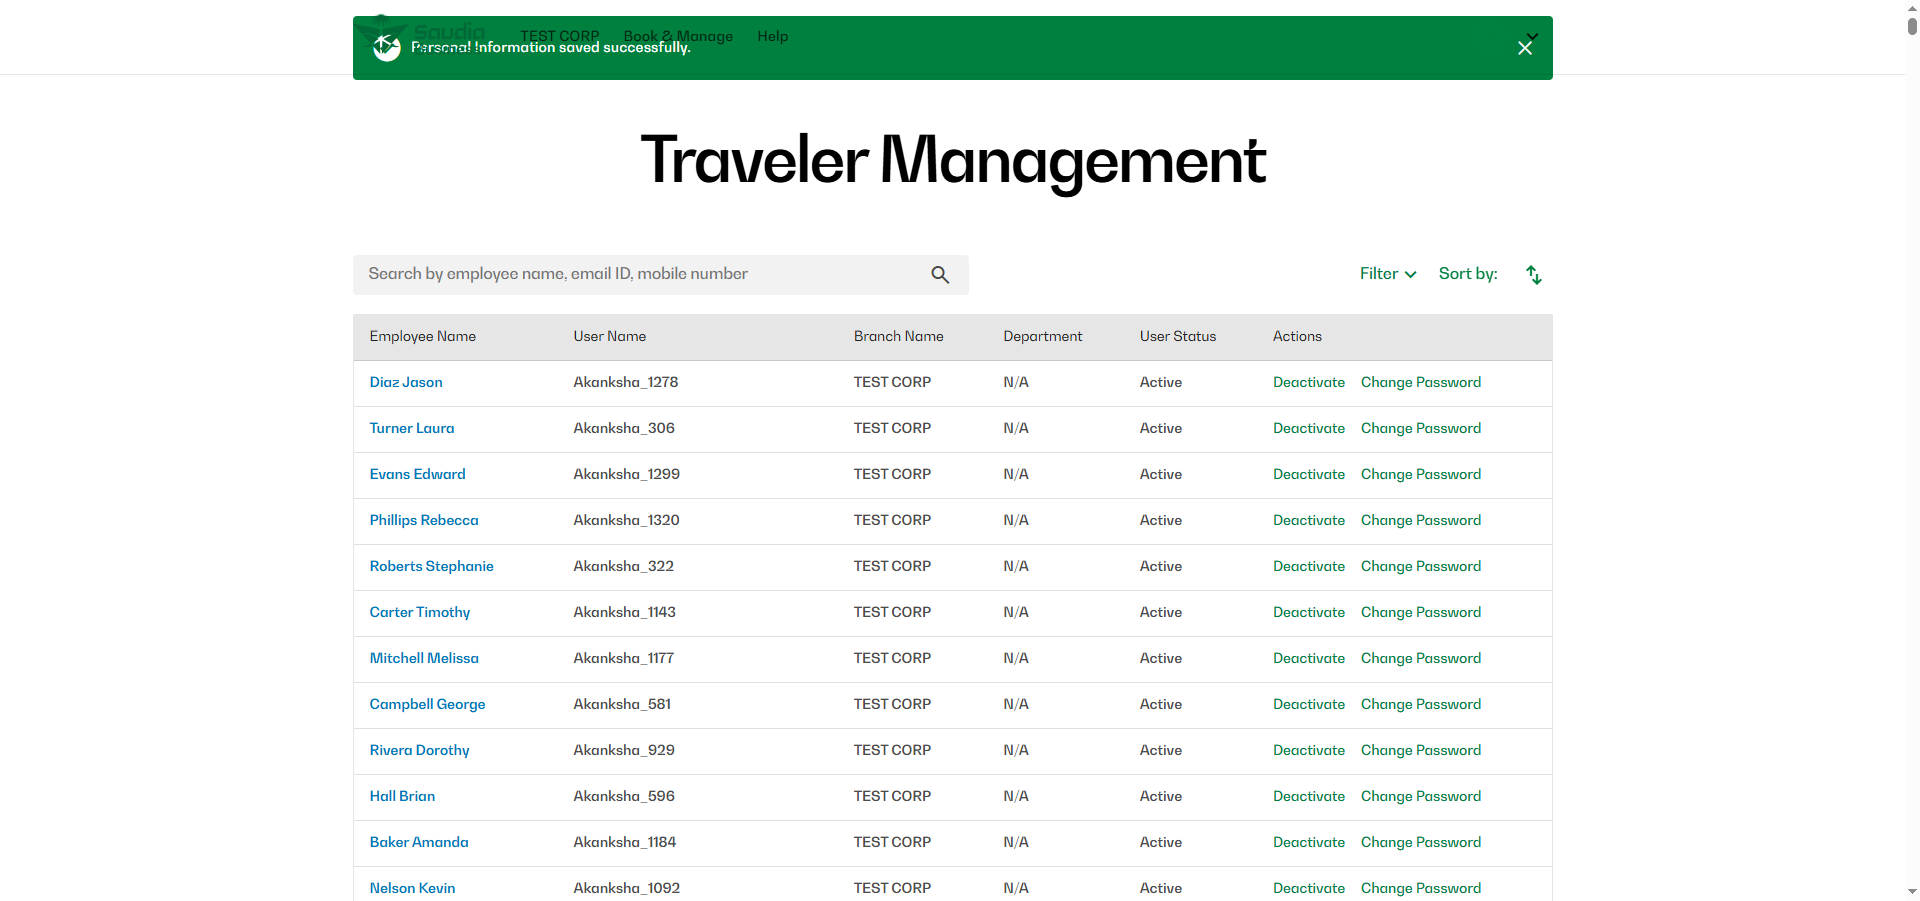 Saudia
TEST CORP Book & Manage Help
Personal Information saved successfully.
Traveler Management
Search by employee name, email ID, mobile number
Filter Sort by:
Employee Name User Name Branch Name Department User Status Actions
Diaz Jason Akanksha_1278 TEST CORP N/A Active Deactivate Change Password
Turner Laura Akanksha_306 TEST CORP N/A Active Deactivate Change Password
Evans Edward Akanksha_1299 TEST CORP N/A Active Deactivate Change Password
Phillips Rebecca Akanksha_1320 TEST CORP N/A Active Deactivate Change Password
Roberts Stephanie Akanksha_322 TEST CORP N/A Active Deactivate Change Password
Carter Timothy Akanksha_1143 TEST CORP N/A Active Deactivate Change Password
Mitchell Melissa Akanksha_1177 TEST CORP N/A Active Deactivate Change Password
Campbell George Akanksha_581 TEST CORP N/A Active Deactivate Change Password
Rivera Dorothy Akanksha_929 TEST CORP N/A Active Deactivate Change Password
Hall Brian Akanksha_596 TEST CORP N/A Active Deactivate Change Password
Baker Amanda Akanksha_1184 TEST CORP N/A Active Deactivate Change Password
Nelson Kevin Akanksha_1092 TEST CORP N/A Active Deactivate Change Password